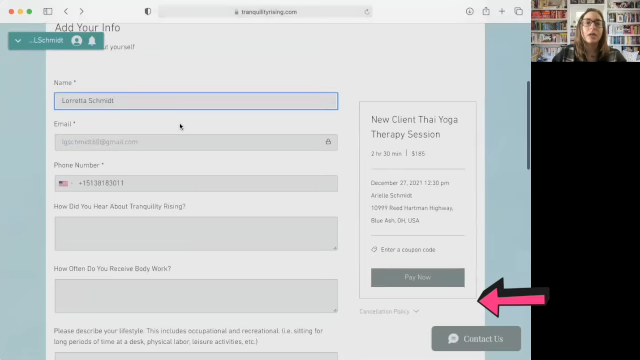 tranquilityrising.com
Add Your Info
...LSchmidt
ut yourself
Name *
Lorretta Schmidt
Email *
Phone Number *
+15138183011
How Did You Hear About Tranquility Rising?
How Often Do You Receive Body Work?
Please describe your lifestyle. This includes occupational and recreational. (i.e. sitting for
long periods of time at a desk, physical labor, leisure activities, etc.)
New Client Thai Yoga
Therapy Session
2 hr 30 min | $185
December 27, 2021 12:30 pm
Arielle Schmidt
10999 Reed Hartman Highway,
Blue Ash, OH, USA
Enter a coupon code
Pay Now
Cancellation Policy
Contact Us